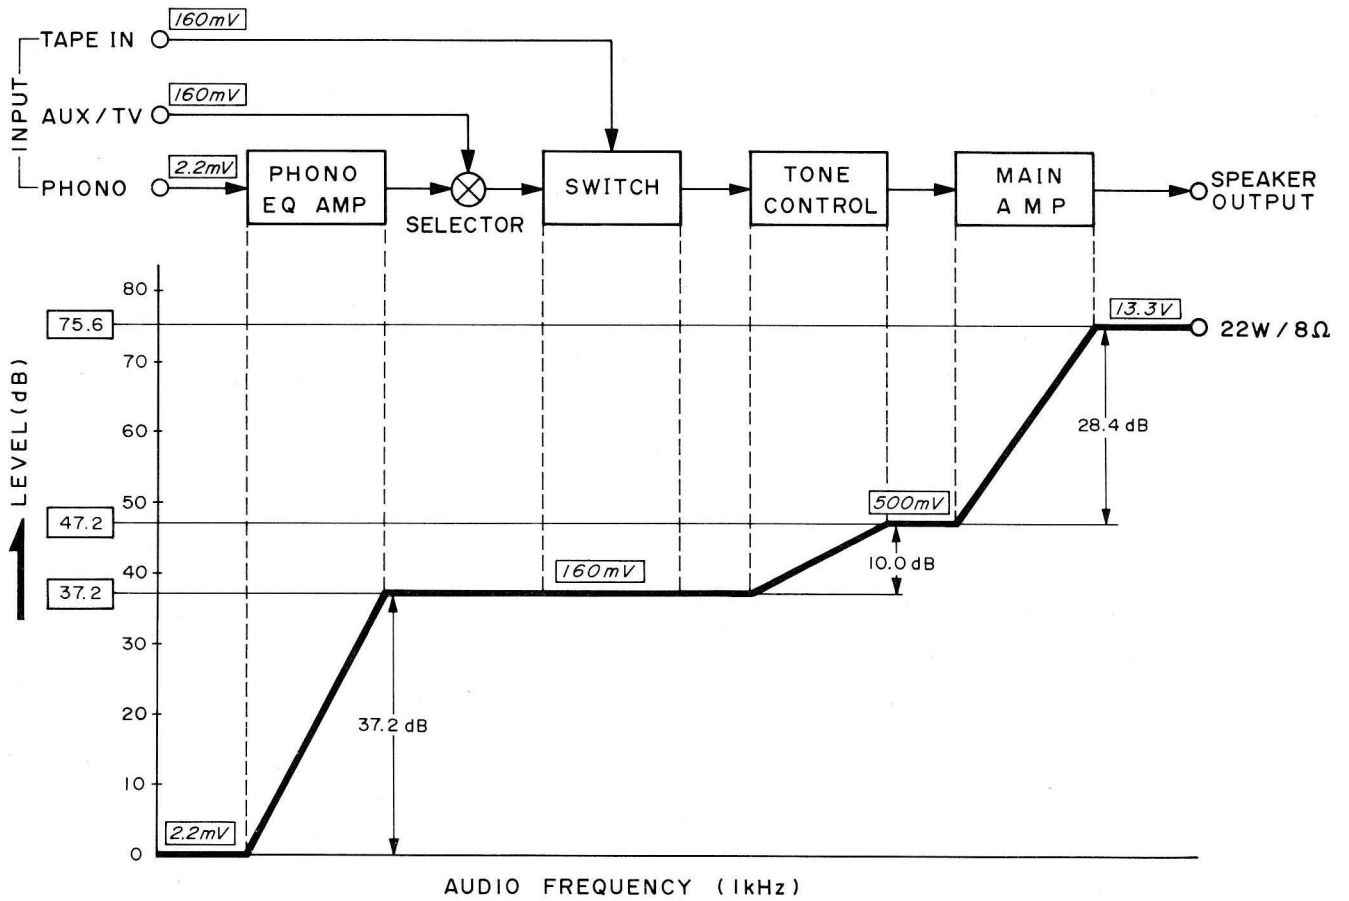 160mV
TAPE IN
160mV
AUX/TV
INPUT
2.2mV
PHONO
PHONO
EQ AMP
SELECTOR
SWITCH
TONE
CONTROL
MAIN
AMP
SPEAKER
OUTPUT
80
75.6
13.3V
22W/8Ω
70
LEVEL(dB)
28.4 dB
60
50
500mV
47.2
10.0 dB
40
160mV
37.2
30
20
37.2 dB
10
2.2mV
0
AUDIO FREQUENCY (1kHz)